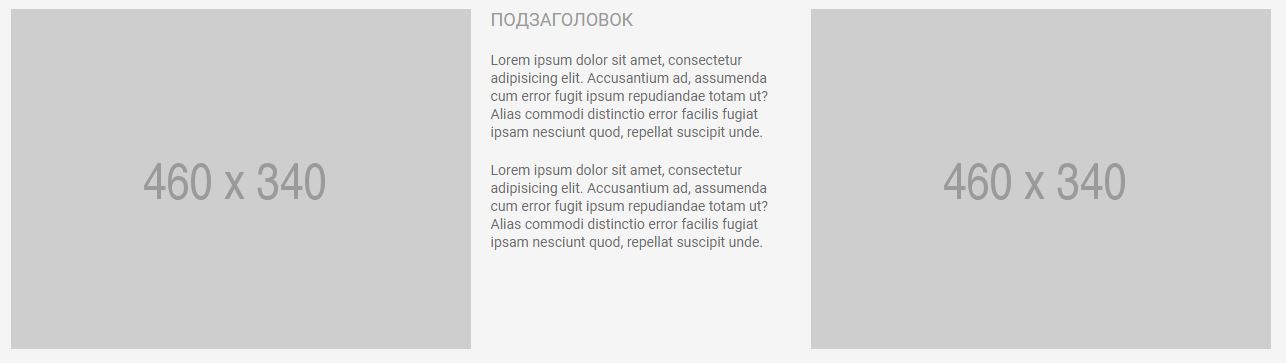 460 x 340
ПОДЗАГОЛОВОК
Lorem ipsum dolor sit amet, consectetur
adipisicing elit. Accusantium ad, assumenda
cum error fugit ipsum repudiandae totam ut?
Alias commodi distinctio error facilis fugiat
ipsam nesciunt quod, repellat suscipit unde.
Lorem ipsum dolor sit amet, consectetur
adipisicing elit. Accusantium ad, assumenda
cum error fugit ipsum repudiandae totam ut?
Alias commodi distinctio error facilis fugiat
ipsam nesciunt quod, repellat suscipit unde.
460 x 340